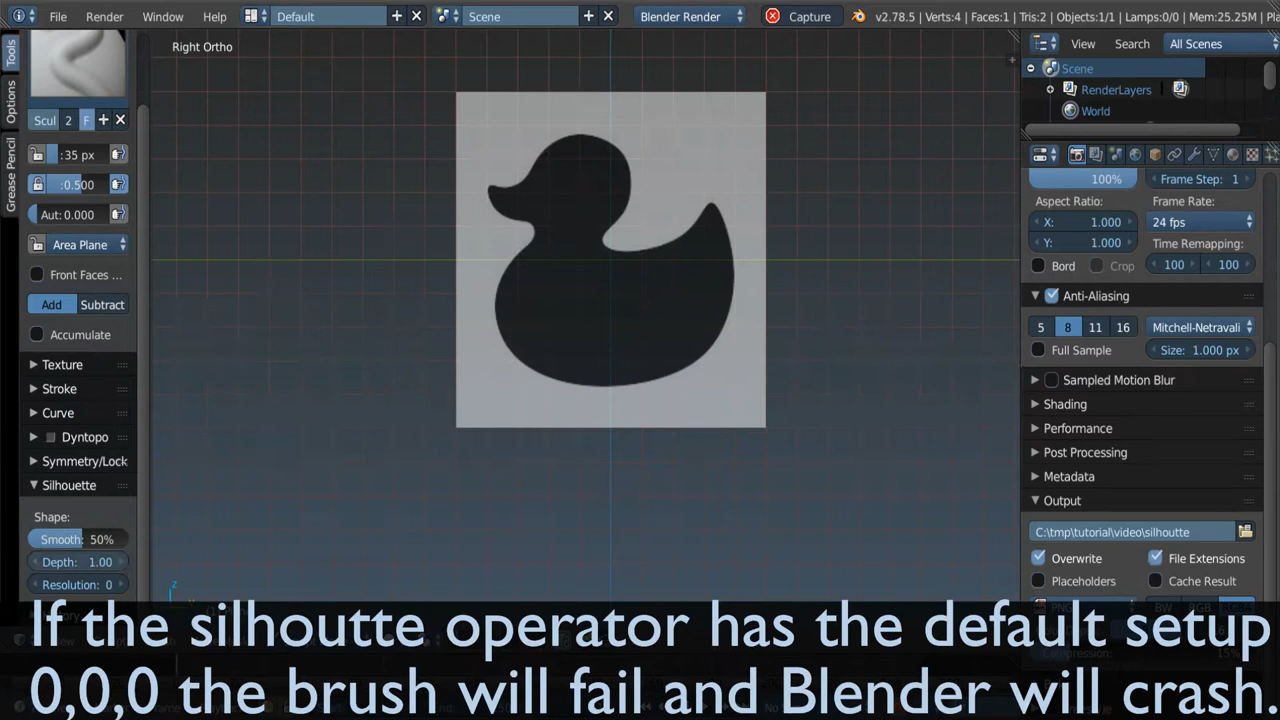 File Render Window Help Default Scene Blender Render Capture v2.78.5 | Verts:4 | Faces:1 | Tris:2 | Objects:1/1 | Lamps:0/0 | Mem:25.25M
Right Ortho
View Search All Scenes
Scene
RenderLayers
World
Tools
Options
Grease Pencil
Scul 2 F
:35 px
:0.500
Aut: 0.000
Area Plane
Front Faces ...
Add Subtract
Accumulate
Texture
Stroke
Curve
Dyntopo
Symmetry/Lock
Silhouette
Shape:
Smooth: 50%
Depth: 1.00
Resolution: 0
100% Frame Step: 1
Aspect Ratio: Frame Rate:
X: 1.000 24 fps
Y: 1.000 Time Remapping:
Bord Crop 100 100
Anti-Aliasing
5 8 11 16 Mitchell-Netravali
Full Sample Size: 1.000 px
Sampled Motion Blur
Shading
Performance
Post Processing
Metadata
Output
C:\tmp\tutorial\video\silhoutte
Overwrite File Extensions
Placeholders Cache Result
PNG BW RGB
z
If the silhoutte operator has the default setup
0,0,0 the brush will fail and Blender will crash.